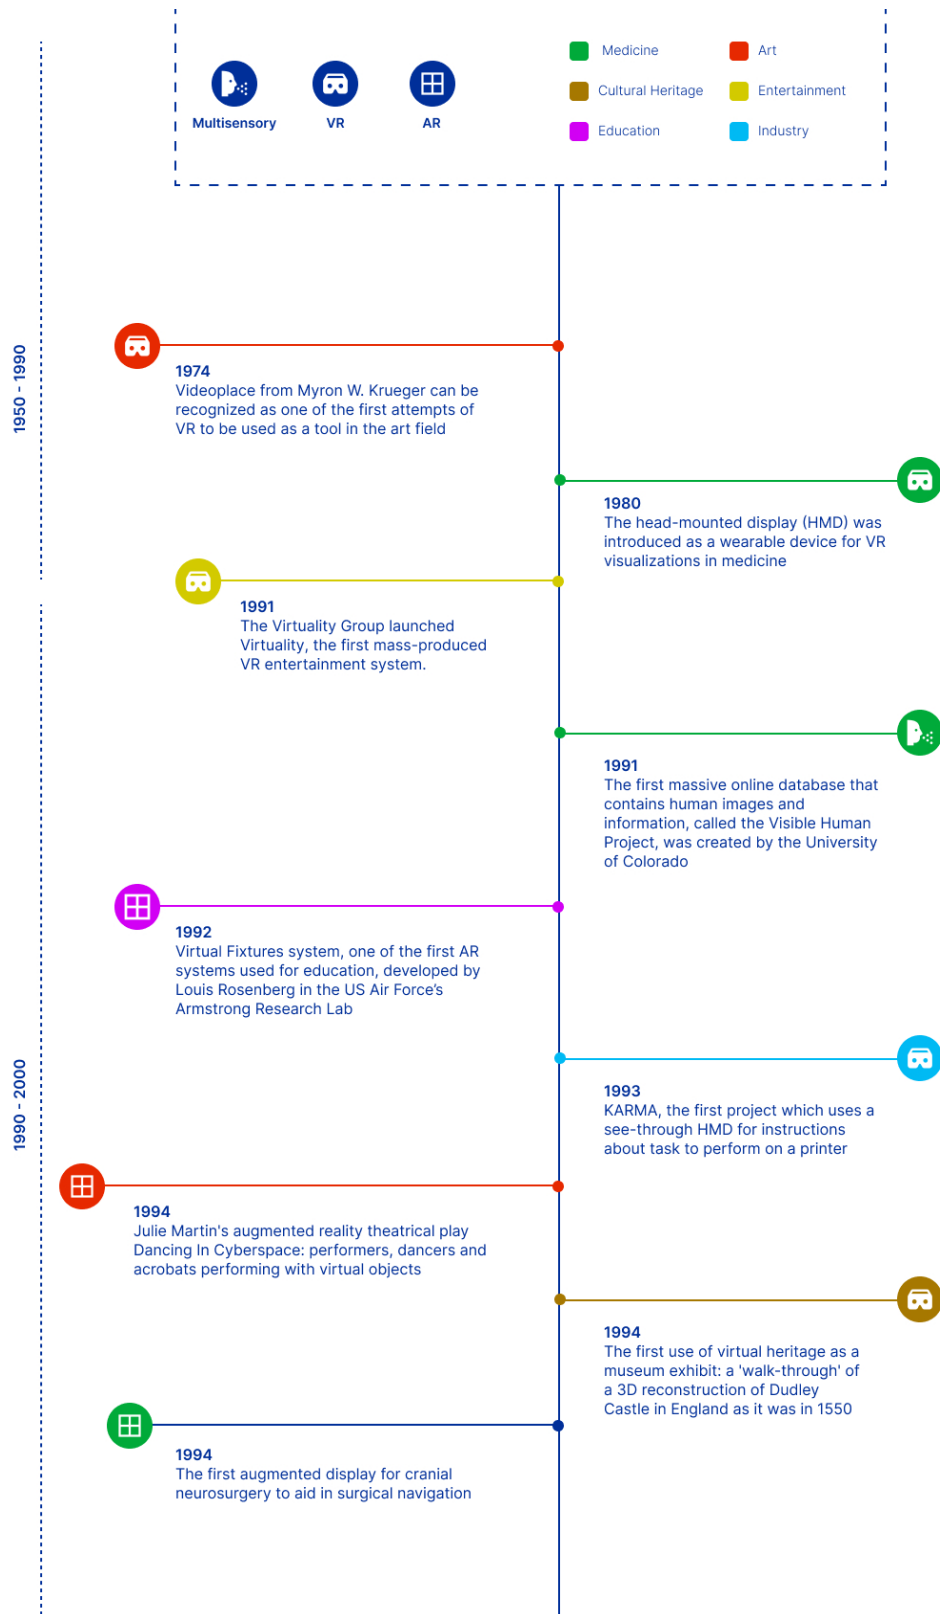 Medicine
Art
Cultural Heritage
Entertainment
Education
Industry
Multisensory
VR
AR
1950 - 1990
1974
Videoplace from Myron W. Krueger can be
recognized as one of the first attempts of
VR to be used as a tool in the art field
1980
The head-mounted display (HMD) was
introduced as a wearable device for VR
visualizations in medicine
1991
The Virtuality Group launched
Virtuality, the first mass-produced
VR entertainment system.
1991
The first massive online database that
contains human images and
information, called the Visible Human
Project, was created by the University
of Colorado
1990 - 2000
1992
Virtual Fixtures system, one of the first AR
systems used for education, developed by
Louis Rosenberg in the US Air Force’s
Armstrong Research Lab
1993
KARMA, the first project which uses a
see-through HMD for instructions
about task to perform on a printer
1994
Julie Martin's augmented reality theatrical play
Dancing In Cyberspace: performers, dancers and
acrobats performing with virtual objects
1994
The first use of virtual heritage as a
museum exhibit: a 'walk-through' of
a 3D reconstruction of Dudley
Castle in England as it was in 1550
1994
The first augmented display for cranial
neurosurgery to aid in surgical navigation